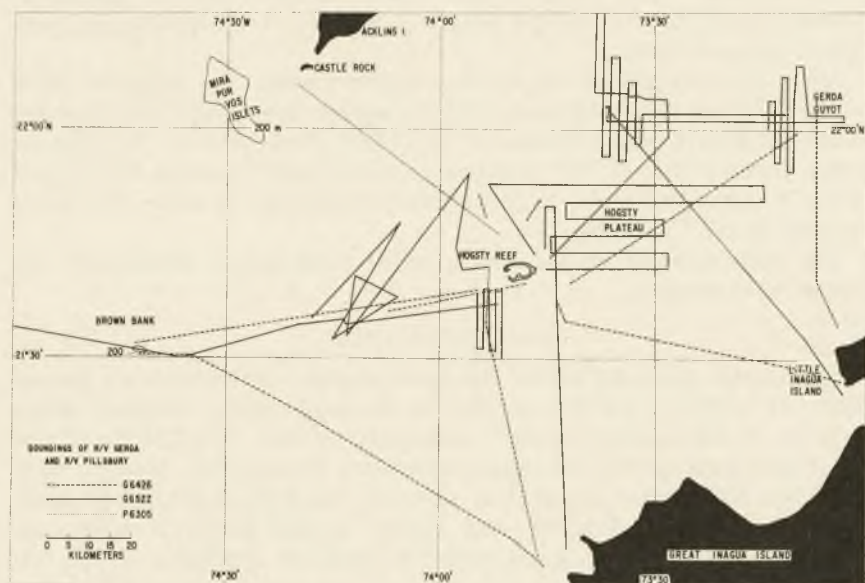 74°30'W
74°00'
73°30'
ACKLINS I.
CASTLE ROCK
MIRA
POR
VOS
ISLETS
200 m
22°00'N
GERDA
GUYOT
22°00'N
HOGSTY
PLATEAU
HOGSTY REEF
BROWN BANK
200
21°30'
LITTLE
INAGUA
ISLAND
SOUNDINGS OF R/V GERDA
AND R/V PILLSBURY
G6426
G6522
P6305
0 5 10 15 20
KILOMETERS
GREAT INAGUA ISLAND
74°30'
74°00'
73°30